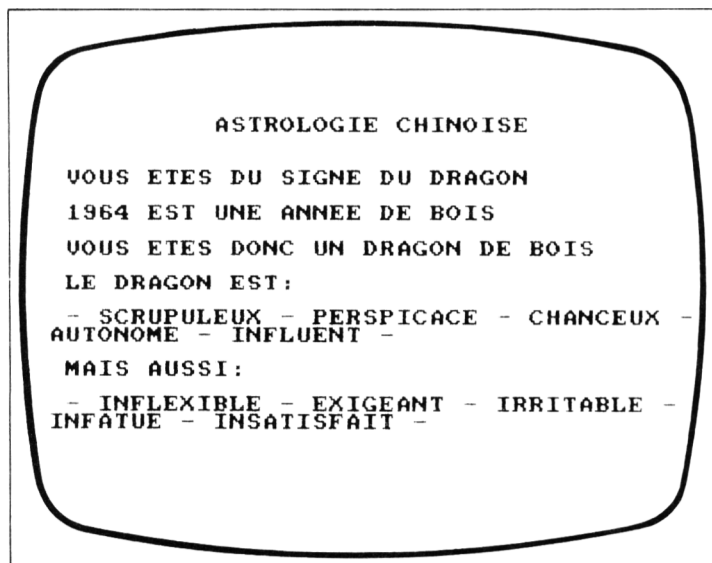 ASTROLOGIE CHINOISE
VOUS ETES DU SIGNE DU DRAGON
1964 EST UNE ANNEE DE BOIS
VOUS ETES DONC UN DRAGON DE BOIS
LE DRAGON EST:
- SCRUPULEUX - PERSPICACE - CHANCEUX -
AUTONOME - INFLUENT -
MAIS AUSSI:
- INFLEXIBLE - EXIGEANT - IRRITABLE -
INFATUE - INSATISFAIT -